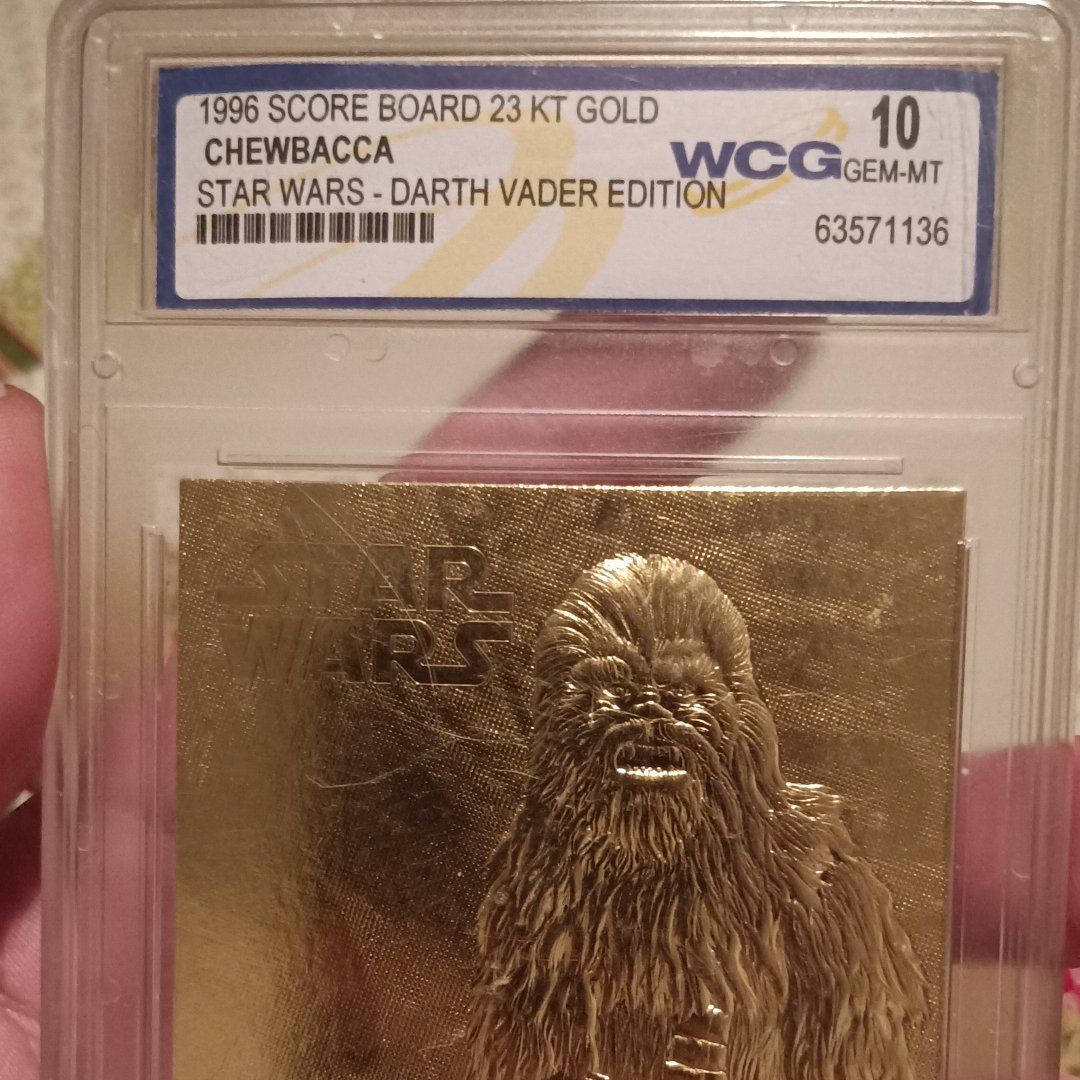 1996 SCORE BOARD 23 KT GOLD
CHEWBACCA
STAR WARS - DARTH VADER EDITION
WCG
10
GEM-MT
63571136
STAR
WARS